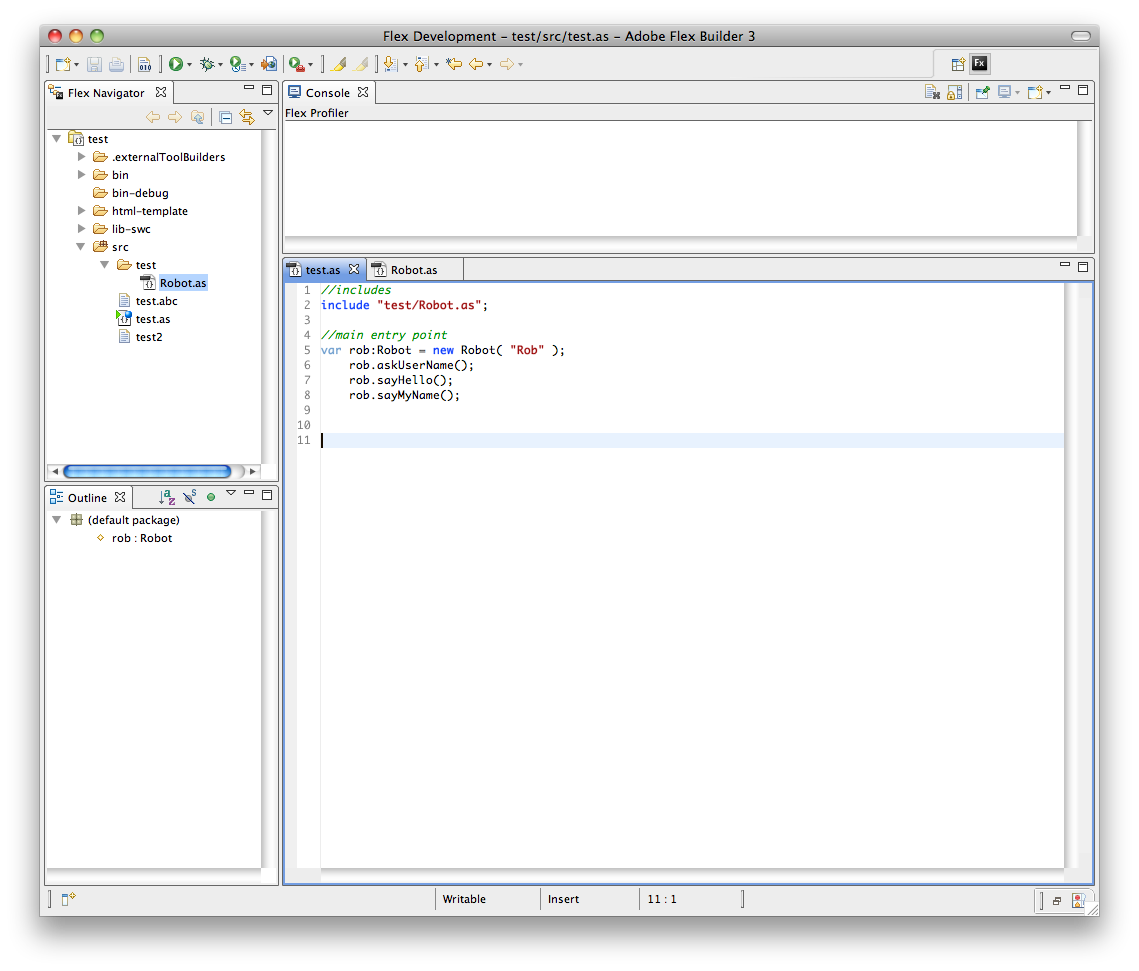 Flex Development – test/src/test.as – Adobe Flex Builder 3
010
Fx
Flex Navigator
test
.externalToolBuilders
bin
bin-debug
html-template
lib-swc
src
test
Robot.as
test.abc
test.as
test2
Console
Flex Profiler
test.as
Robot.as
1 //includes
2 include "test/Robot.as";
3
4 //main entry point
5 var rob:Robot = new Robot( "Rob" );
6 rob.askUserName();
7 rob.sayHello();
8 rob.sayMyName();
9
10
11
Outline
(default package)
rob : Robot
Writable
Insert
11 : 1